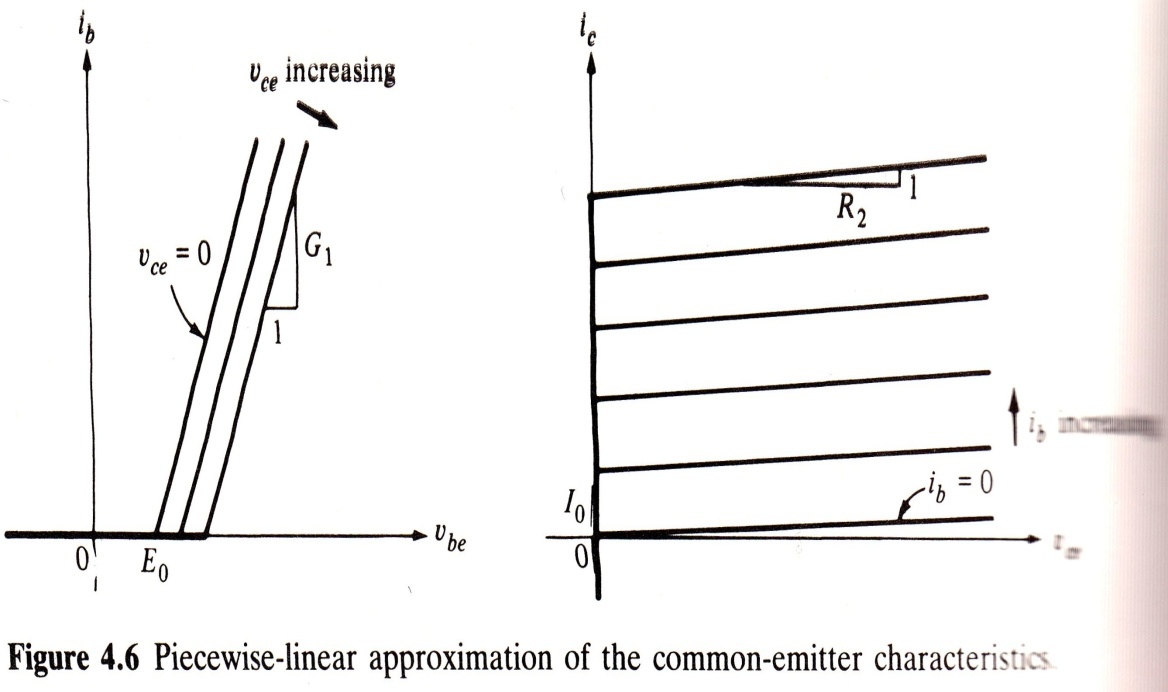 i_b
v_ce increasing
v_ce = 0
G_1
1
0
E_0
v_be
i_c
1
R_2
i_b
i_b = 0
I_0
0
Figure 4.6 Piecewise-linear approximation of the common-emitter characteristics